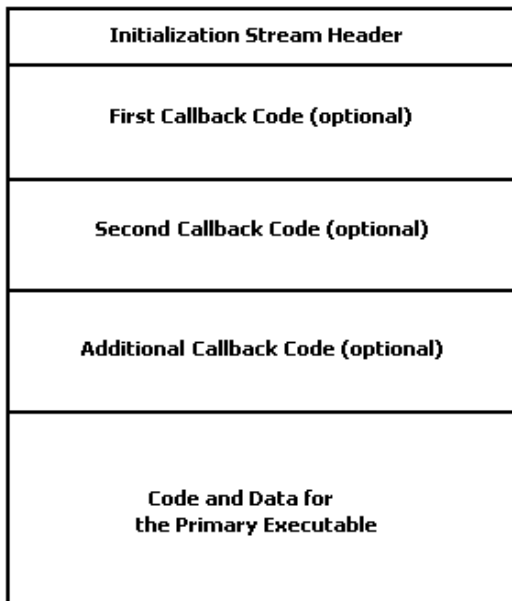 Initialization Stream Header
First Callback Code (optional)
Second Callback Code (optional)
Additional Callback Code (optional)
Code and Data for
the Primary Executable